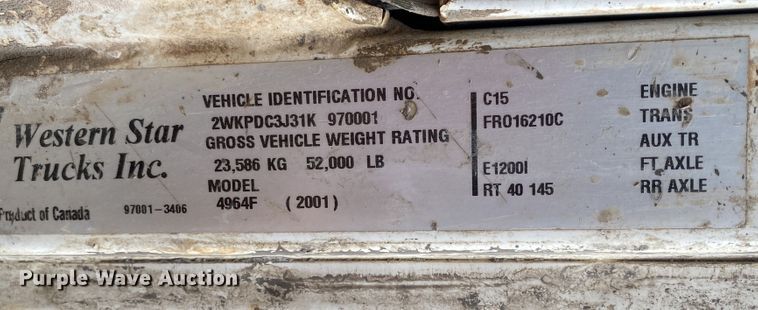 Western Star
Trucks Inc.
Product of Canada 97001-3406
VEHICLE IDENTIFICATION NO.
2WKPDC3J31K 970001
GROSS VEHICLE WEIGHT RATING
23,586 KG 52,000 LB
MODEL
4964F (2001)
C15 ENGINE
FRO16210C TRANS
AUX TR
E1200I FT AXLE
RT 40 145 RR AXLE
Purple Wave Auction